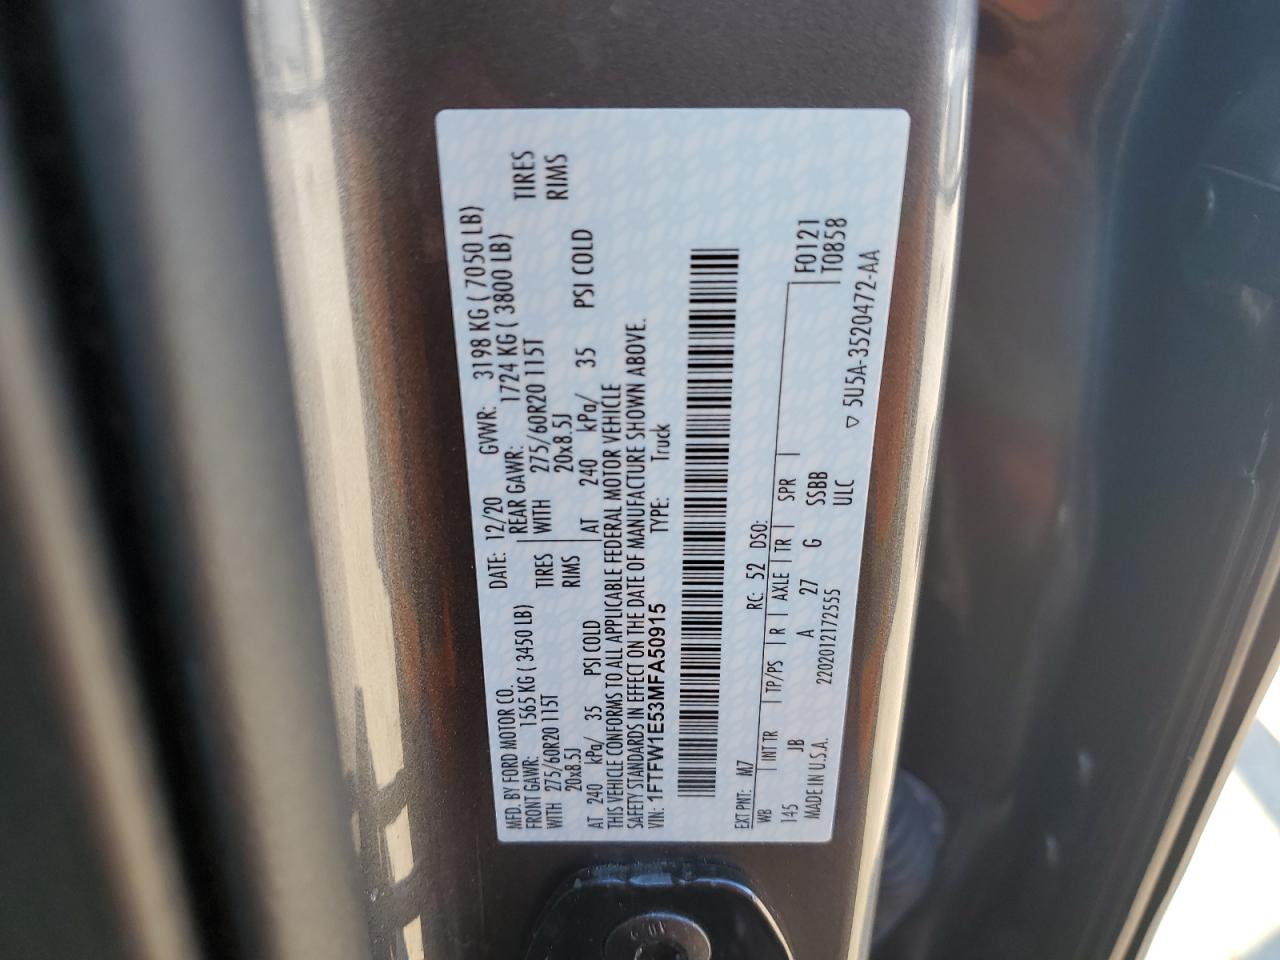 MFD. BY FORD MOTOR CO. DATE: 12/20 GVWR: 3198 KG ( 7050 LB)
FRONT GAWR: 1565 KG ( 3450 LB) REAR GAWR: 1724 KG ( 3800 LB)
WITH 275/60R20 115T TIRES WITH 275/60R20 115T TIRES
20x8.5J RIMS 20x8.5J RIMS
AT 240 kPa/ 35 PSI COLD AT 240 kPa/ 35 PSI COLD
THIS VEHICLE CONFORMS TO ALL APPLICABLE FEDERAL MOTOR VEHICLE
SAFETY STANDARDS IN EFFECT ON THE DATE OF MANUFACTURE SHOWN ABOVE.
VIN: 1FTFW1E53MFA50915 TYPE: Truck
EXT PNT: M7 RC: 52 DSO:
WB INT TR TP/PS R AXLE TR SPR F0121
145 JB A 27 G SSBB T0858
MADE IN U.S.A. 2202012172555 ULC
▽ 5U5A-3520472-AA